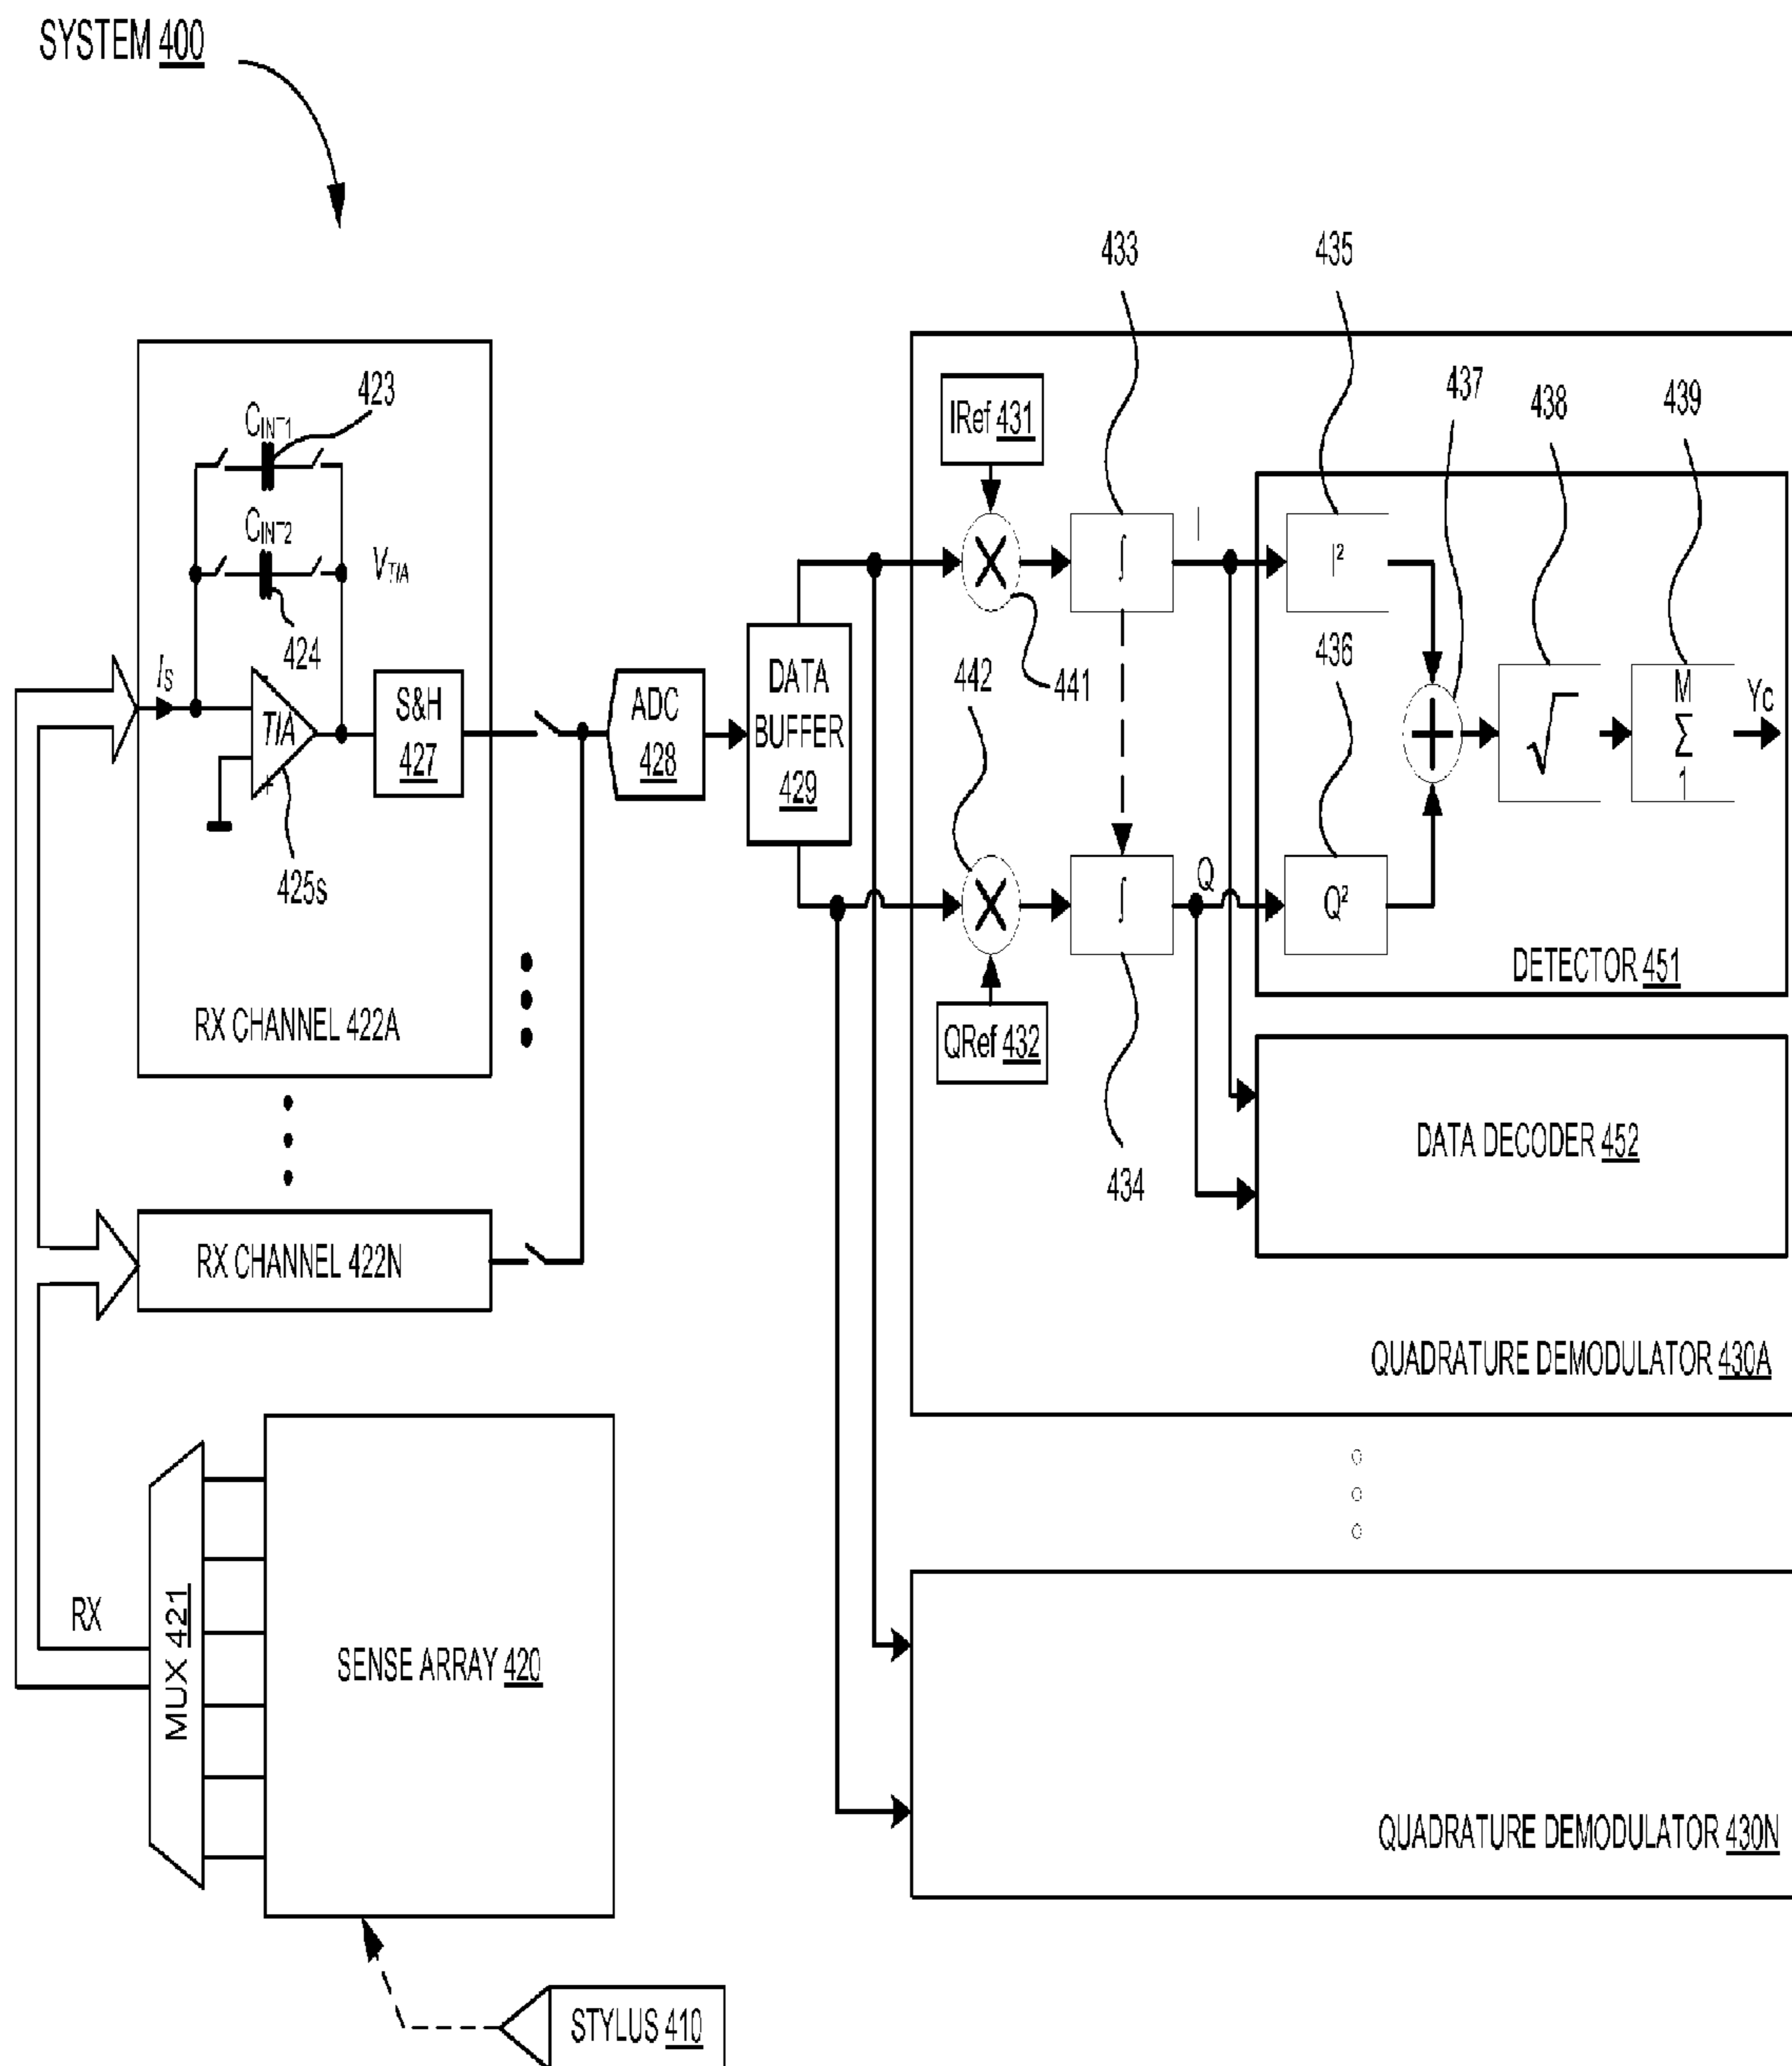 SYSTEM 400
433
435
437
438
439
423
CINT1
CINT2
VTIA
424
IS
-
TIA
+
425s
S&H
427
ADC
428
DATA
BUFFER
429
RX CHANNEL 422A
RX CHANNEL 422N
IRef 431
X
441
442
X
QRef 432
∫
∫
434
I
Q
I²
436
Q²
+
√
M
Σ
1
Yc
DETECTOR 451
DATA DECODER 452
QUADRATURE DEMODULATOR 430A
QUADRATURE DEMODULATOR 430N
RX
MUX 421
SENSE ARRAY 420
STYLUS 410